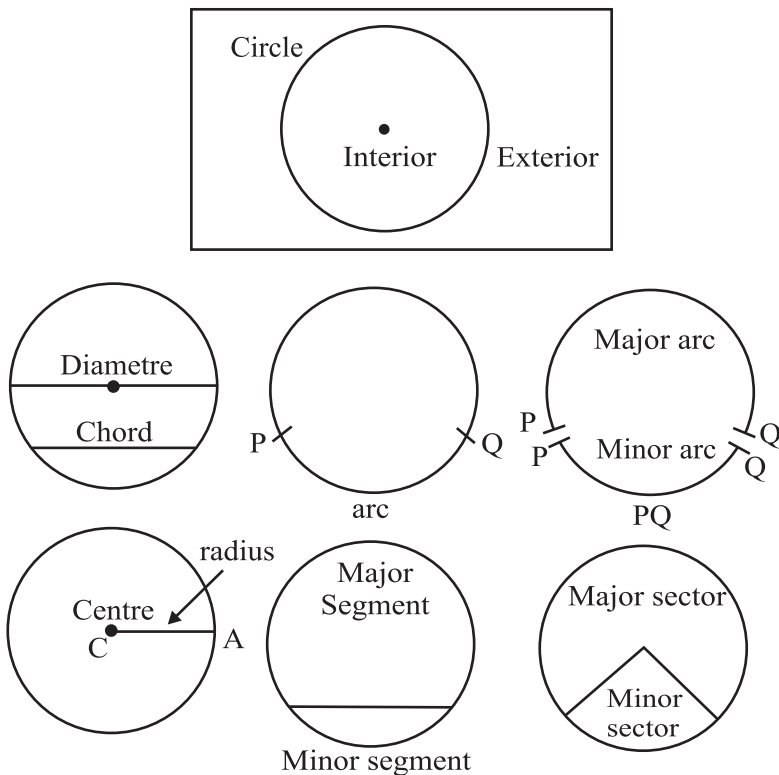 Circle
Interior
Exterior
Diametre
Chord
P
Q
arc
Major arc
P
Q
P
Minor arc
Q
PQ
radius
Centre
C
A
Major
Segment
Minor segment
Major sector
Minor
sector